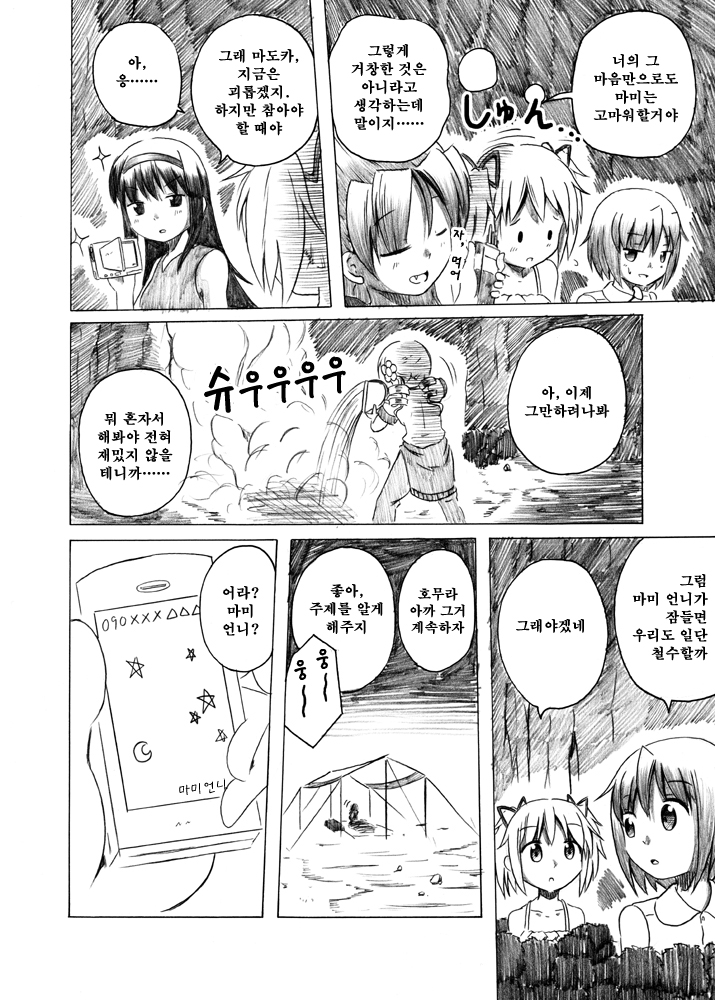 너의 그
마음만으로도
마미는
고마워할거야
しゅん…
그렇게
거창한 것은
아니라고
생각하는데
말이지……
자, 먹어
그래 마도카,
지금은
괴롭겠지.
하지만 참아야
할 때야
아,
응……
아, 이제
그만하려나봐
슈우우우우
뭐 혼자서
해봐야 전혀
재밌지 않을
테니까……
그럼
마미 언니가
잠들면
우리도 일단
철수할까
그래야겠네
호무라
아까 그거
계속하자
좋아,
주제를 알게
해주지
웅~
웅~
어라?
마미
언니?
090×××△△△
마미언니